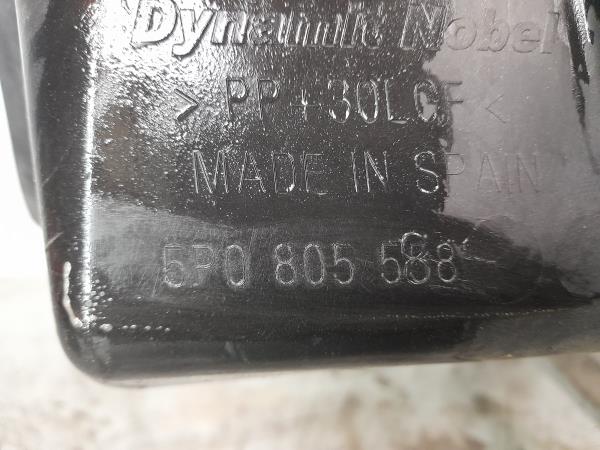 Dynamit Nobel
> PP+30LGF <
MADE IN SPAIN
5P0 805 588